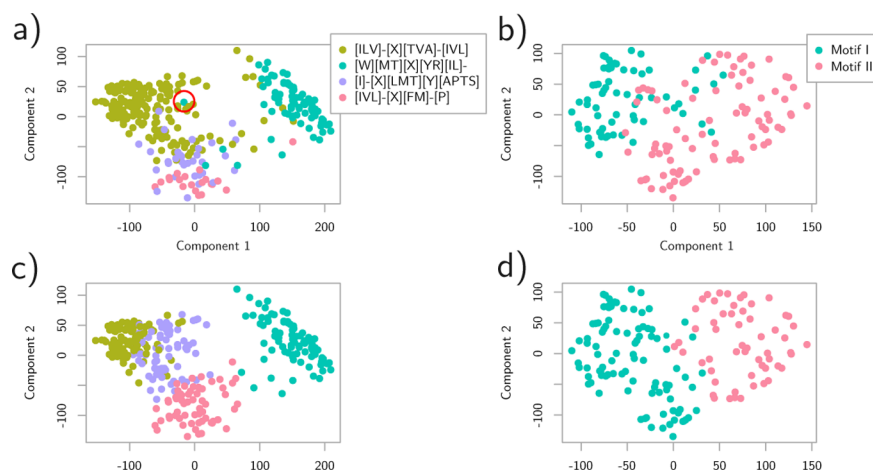 a)
[ILV]-[X][TVA]-[IVL]
[W][MT][X][YR][IL]-
[I]-[X][LMT][Y][APTS]
[IVL]-[X][FM]-[P]
Component 2
100
50
0
-100
-100
0
100
200
Component 1
b)
Motif I
Motif II
Component 2
100
50
0
-100
-100
-50
0
50
100
150
Component 1
c)
Component 2
100
50
0
-100
-100
0
100
200
d)
Component 2
100
50
0
-100
-100
-50
0
50
100
150